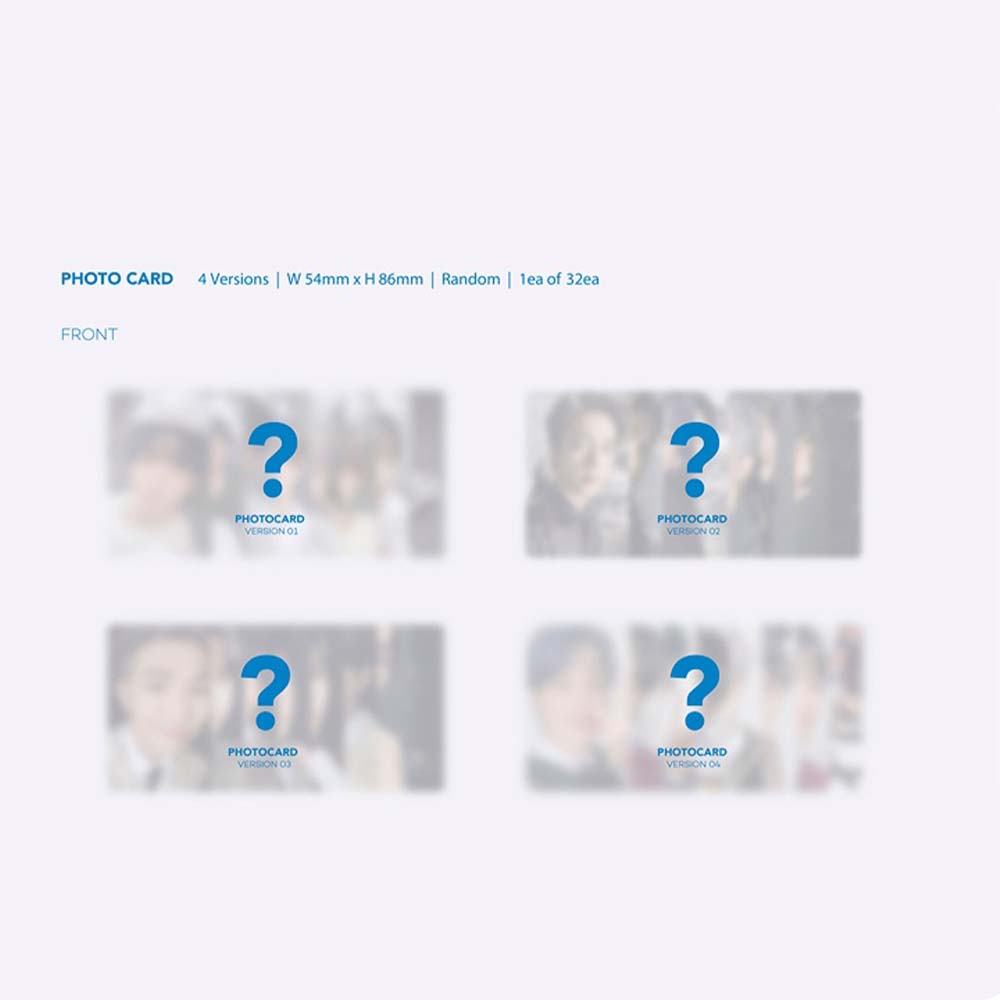 PHOTO CARD 4 Versions | W 54mm x H 86mm | Random | 1ea of 32ea
FRONT
?
PHOTOCARD
VERSION 01
?
PHOTOCARD
VERSION 02
?
PHOTOCARD
VERSION 03
?
PHOTOCARD
VERSION 04